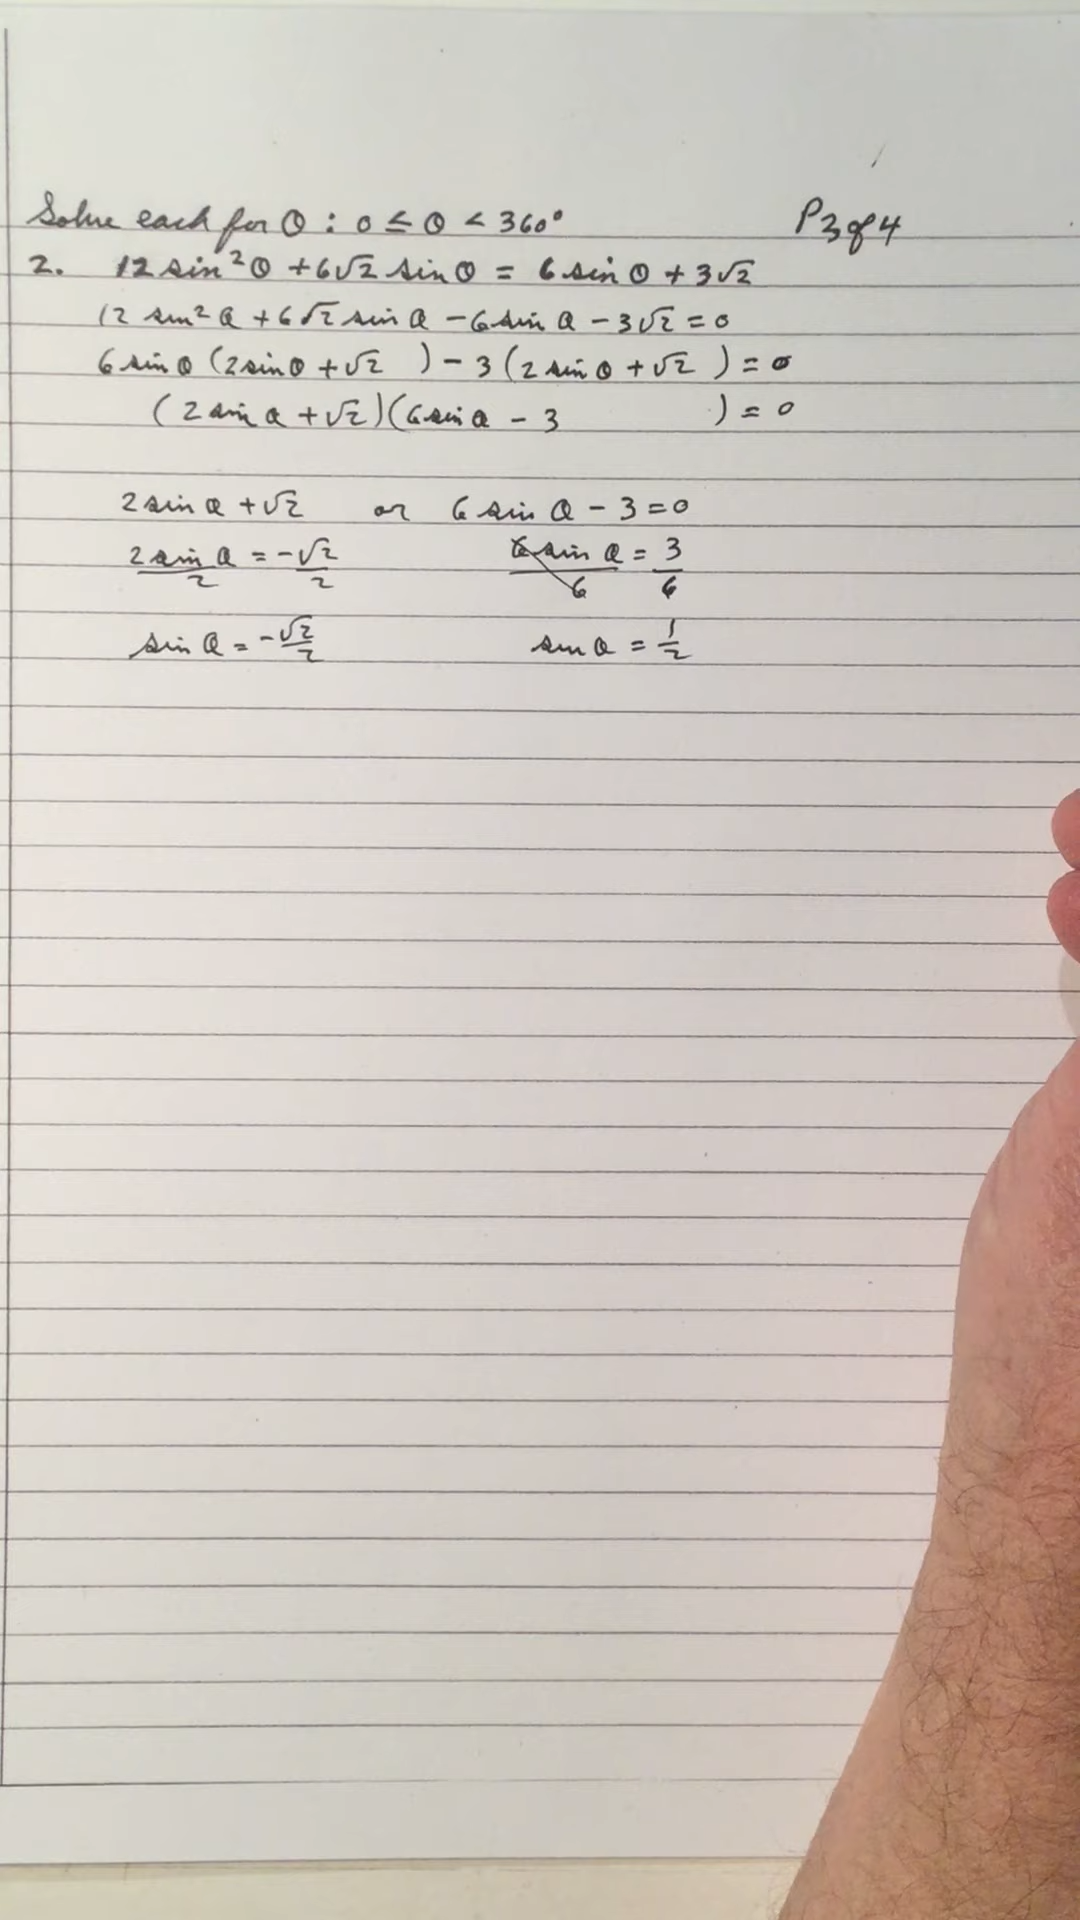 Solve each for θ : 0 ≤ θ < 360°
P3 of 4
2. 12 sin²θ + 6√2 sin θ = 6 sin θ + 3√2
12 sin²θ + 6√2 sin θ - 6 sin θ - 3√2 = 0
6 sin θ (2 sin θ + √2 ) - 3 (2 sin θ + √2 ) = 0
(2 sin θ + √2)(6 sin θ - 3 ) = 0
2 sin θ + √2 or 6 sin θ - 3 = 0
2 sin θ/2 = -√2/2 6 sin θ/6 = 3/6
sin θ = -√2/2 sin θ = 1/2